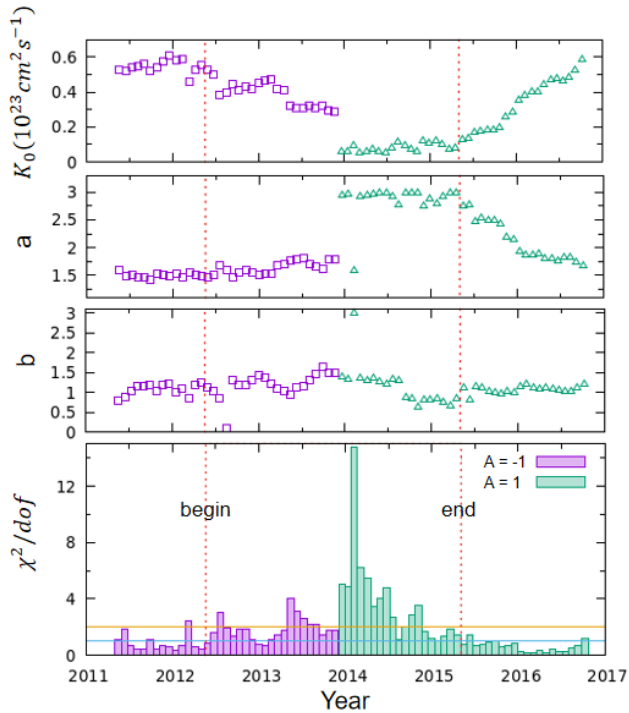 K₀(10²³cm²s⁻¹)
0.6
0.4
0.2
0
a
3
2.5
2
1.5
b
3
2.5
2
1.5
1
0.5
0
χ²/dof
A = -1
A = 1
begin
end
12
8
4
0
2011 2012 2013 2014 2015 2016 2017
Year